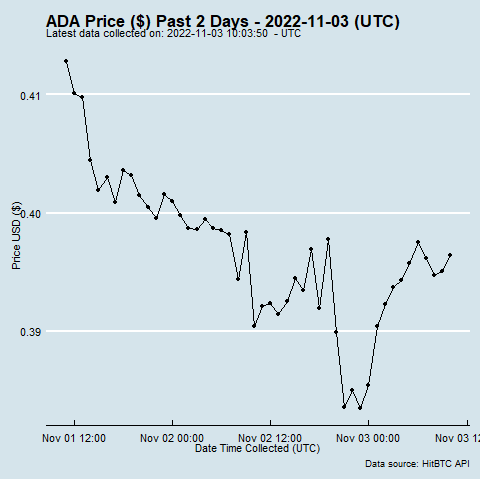 ADA Price ($) Past 2 Days - 2022-11-03 (UTC)
Latest data collected on: 2022-11-03 10:03:50  - UTC
0.41
0.40
0.39
Price USD ($)
Nov 01 12:00
Nov 02 00:00
Nov 02 12:00
Nov 03 00:00
Nov 03 12
Date Time Collected (UTC)
Data source: HitBTC API